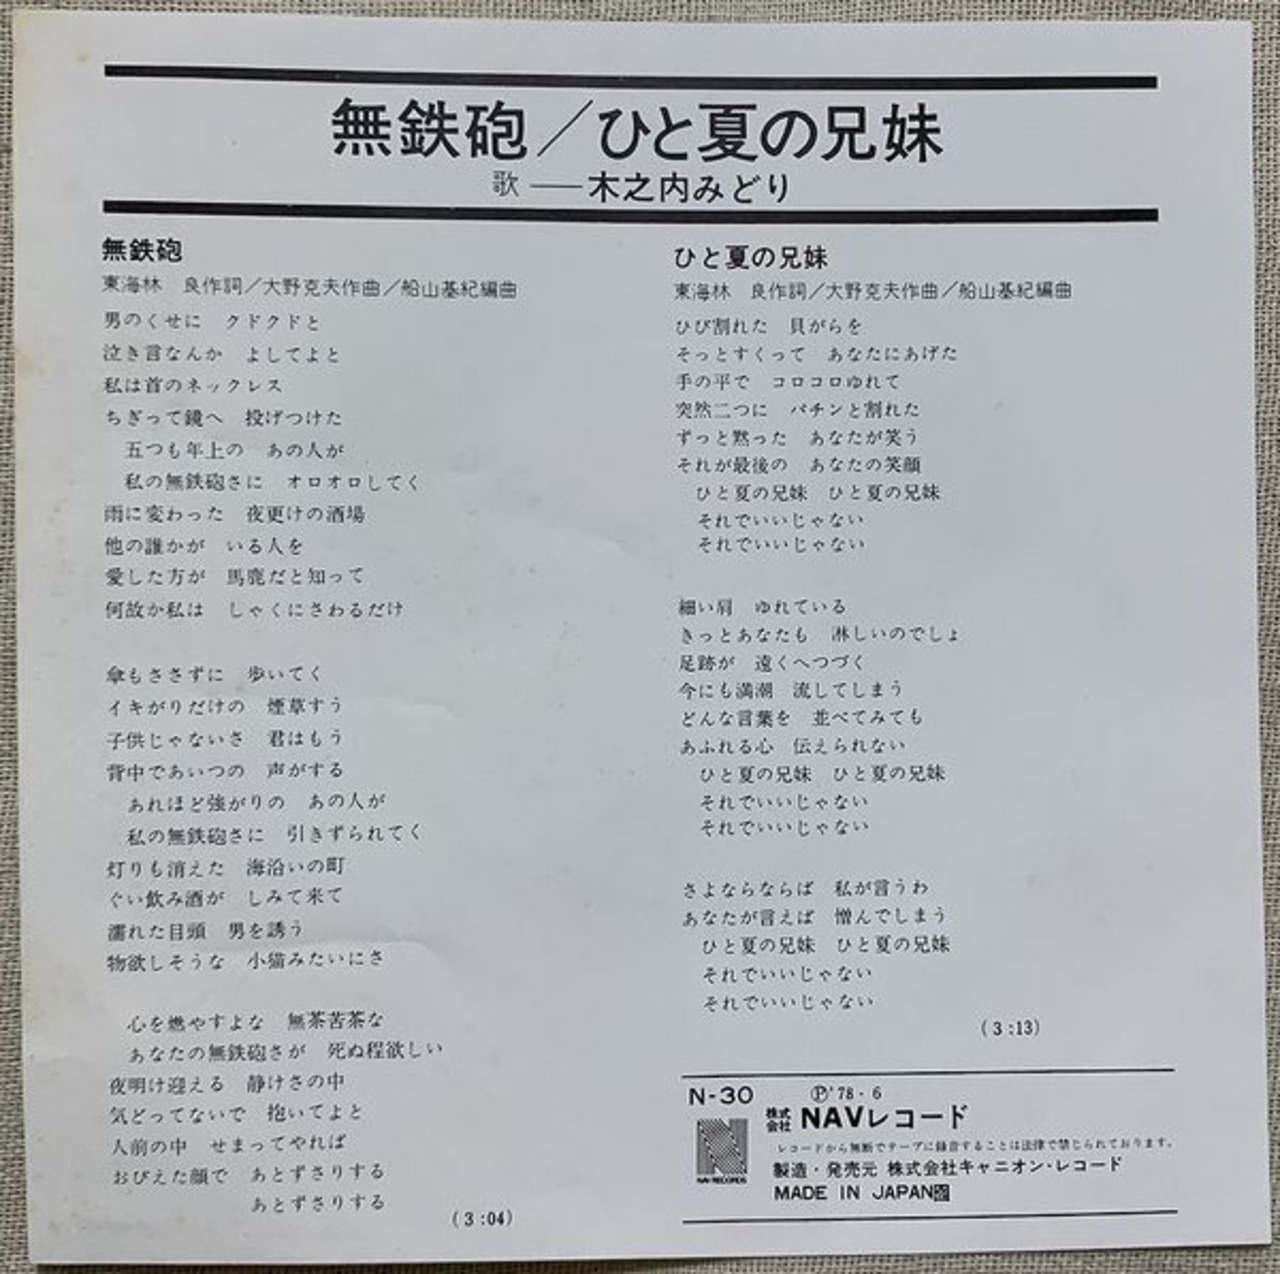 無鉄砲／ひと夏の兄妹
歌――木之内みどり
無鉄砲
東海林　良作詞／大野克夫作曲／船山基紀編曲
男のくせに　クドクドと
泣き言なんか　よしてよと
私は首のネックレス
ちぎって鏡へ　投げつけた
五つも年上の　あの人が
私の無鉄砲さに　オロオロしてく
雨に変わった　夜更けの酒場
他の誰かが　いる人を
愛した方が　馬鹿だと知って
何故か私は　しゃくにさわるだけ
傘もささずに　歩いてく
イキがりだけの　煙草すう
子供じゃないさ　君はもう
背中であいつの　声がする
あれほど強がりの　あの人が
私の無鉄砲さに　引きずられてく
灯りも消えた　海沿いの町
ぐい飲み酒が　しみて来て
濡れた目頭　男を誘う
物欲しそうな　小猫みたいにさ
心を燃やすよな　無茶苦茶な
あなたの無鉄砲さが　死ぬ程欲しい
夜明け迎える　静けさの中
気どってないで　抱いてよと
人前の中　せまってやれば
おびえた顔で　あとずさりする
あとずさりする
(3:04)
ひと夏の兄妹
東海林　良作詞／大野克夫作曲／船山基紀編曲
ひび割れた　貝がらを
そっとすくって　あなたにあげた
手の平で　コロコロゆれて
突然二つに　パチンと割れた
ずっと黙った　あなたが笑う
それが最後の　あなたの笑顔
ひと夏の兄妹　ひと夏の兄妹
それでいいじゃない
それでいいじゃない
細い肩　ゆれている
きっとあなたも　淋しいのでしょ
足跡が　遠くへつづく
今にも満潮　流してしまう
どんな言葉を　並べてみても
あふれる心　伝えられない
ひと夏の兄妹　ひと夏の兄妹
それでいいじゃない
それでいいじゃない
さよならならば　私が言うわ
あなたが言えば　憎んでしまう
ひと夏の兄妹　ひと夏の兄妹
それでいいじゃない
それでいいじゃない
(3:13)
N-30　Ⓟ'78・6
株式会社 NAVレコード
NAV RECORDS
レコードから無断でテープに録音することは法律で禁じられております。
製造・発売元 株式会社キャニオン・レコード
MADE IN JAPAN